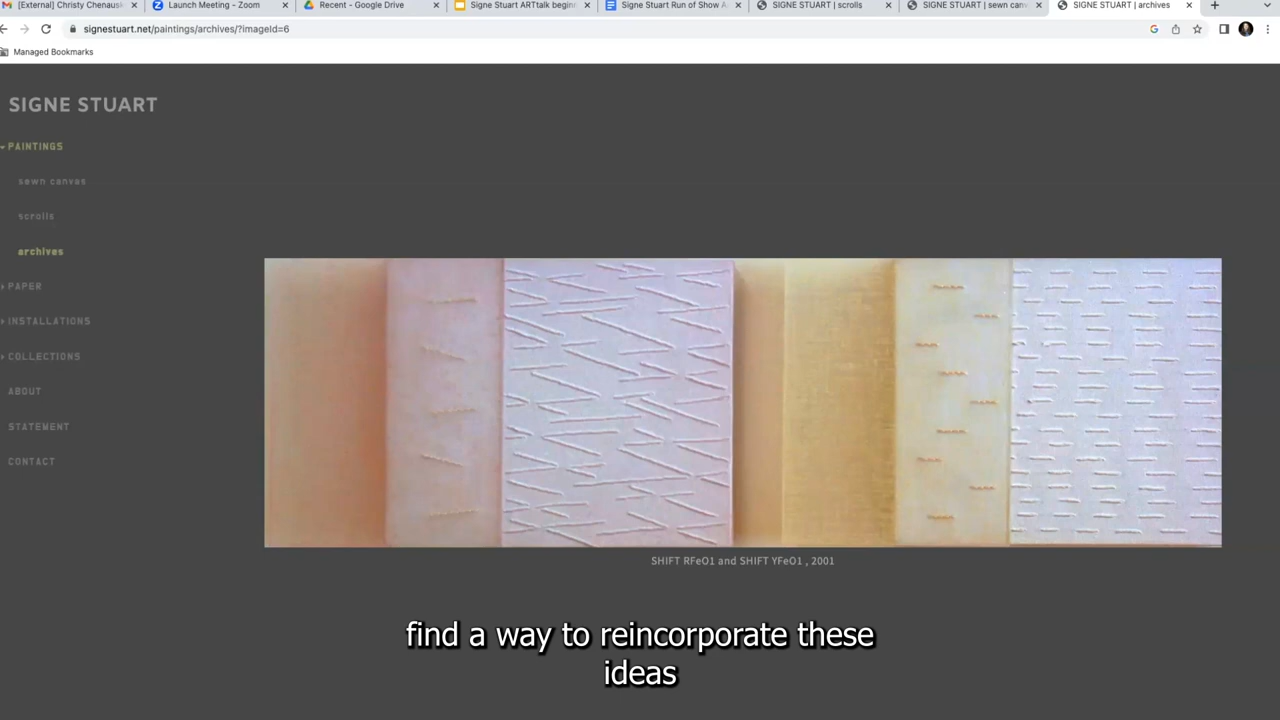 [External] Christy Chenausk
Launch Meeting - Zoom
Recent - Google Drive
Signe Stuart ARTtalk begin
Signe Stuart Run of Show A
SIGNE STUART | scrolls
SIGNE STUART | sewn canv
SIGNE STUART | archives
signestuart.net/paintings/archives/?imageId=6
Managed Bookmarks
SIGNE STUART
PAINTINGS
sewn canvas
scrolls
archives
PAPER
INSTALLATIONS
COLLECTIONS
ABOUT
STATEMENT
CONTACT
SHIFT RFeO1 and SHIFT YFeO1 , 2001
find a way to reincorporate these
ideas